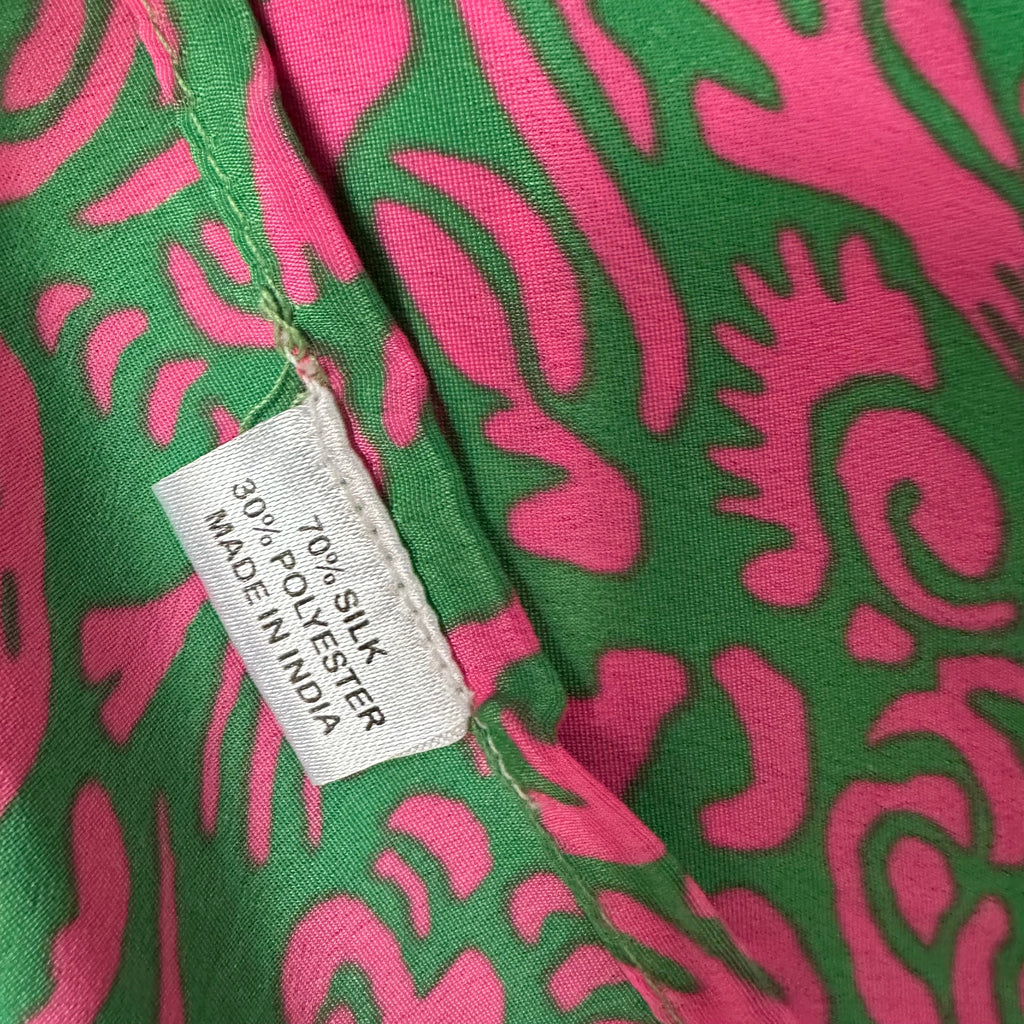 70% SILK
30% POLYESTER
MADE IN INDIA